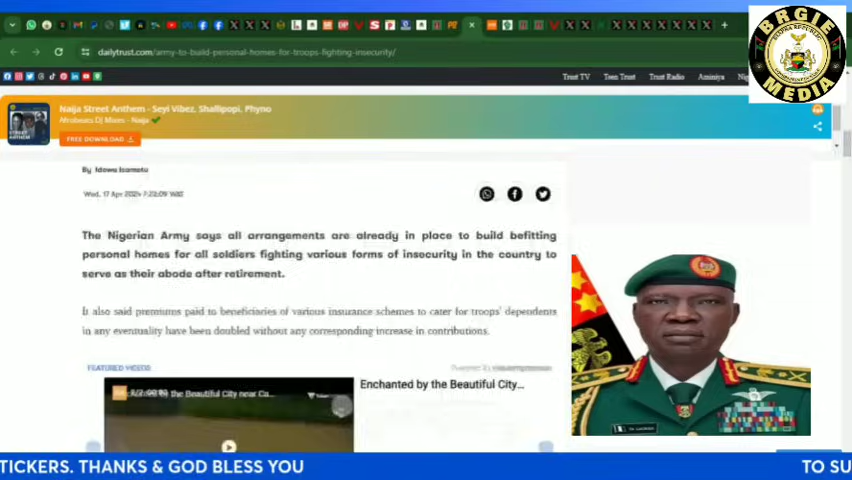 dailytrust.com/army-to-build-personal-homes-for-troops-fighting-insecurity/
BRGIE
MEDIA
Trust TV
Teen Trust
Trust Radio
Aminiya
Naija Street Anthem - Seyi Vibez, Shallipopi, Phyno
Afrobeats DJ Mixes - Naija
FREE DOWNLOAD
By Idowu Isamotu
Wed, 17 Apr
The Nigerian Army says all arrangements are already in place to build befitting
personal homes for all soldiers fighting various forms of insecurity in the country to
serve as their abode after retirement.
It also said premiums paid to beneficiaries of various insurance schemes to cater for troops' dependents
in any eventuality have been doubled without any corresponding increase in contributions.
FEATURED VIDEOS
by the Beautiful City near Ca...
Enchanted by the Beautiful City...
TICKERS. THANKS & GOD BLESS YOU
TO SU